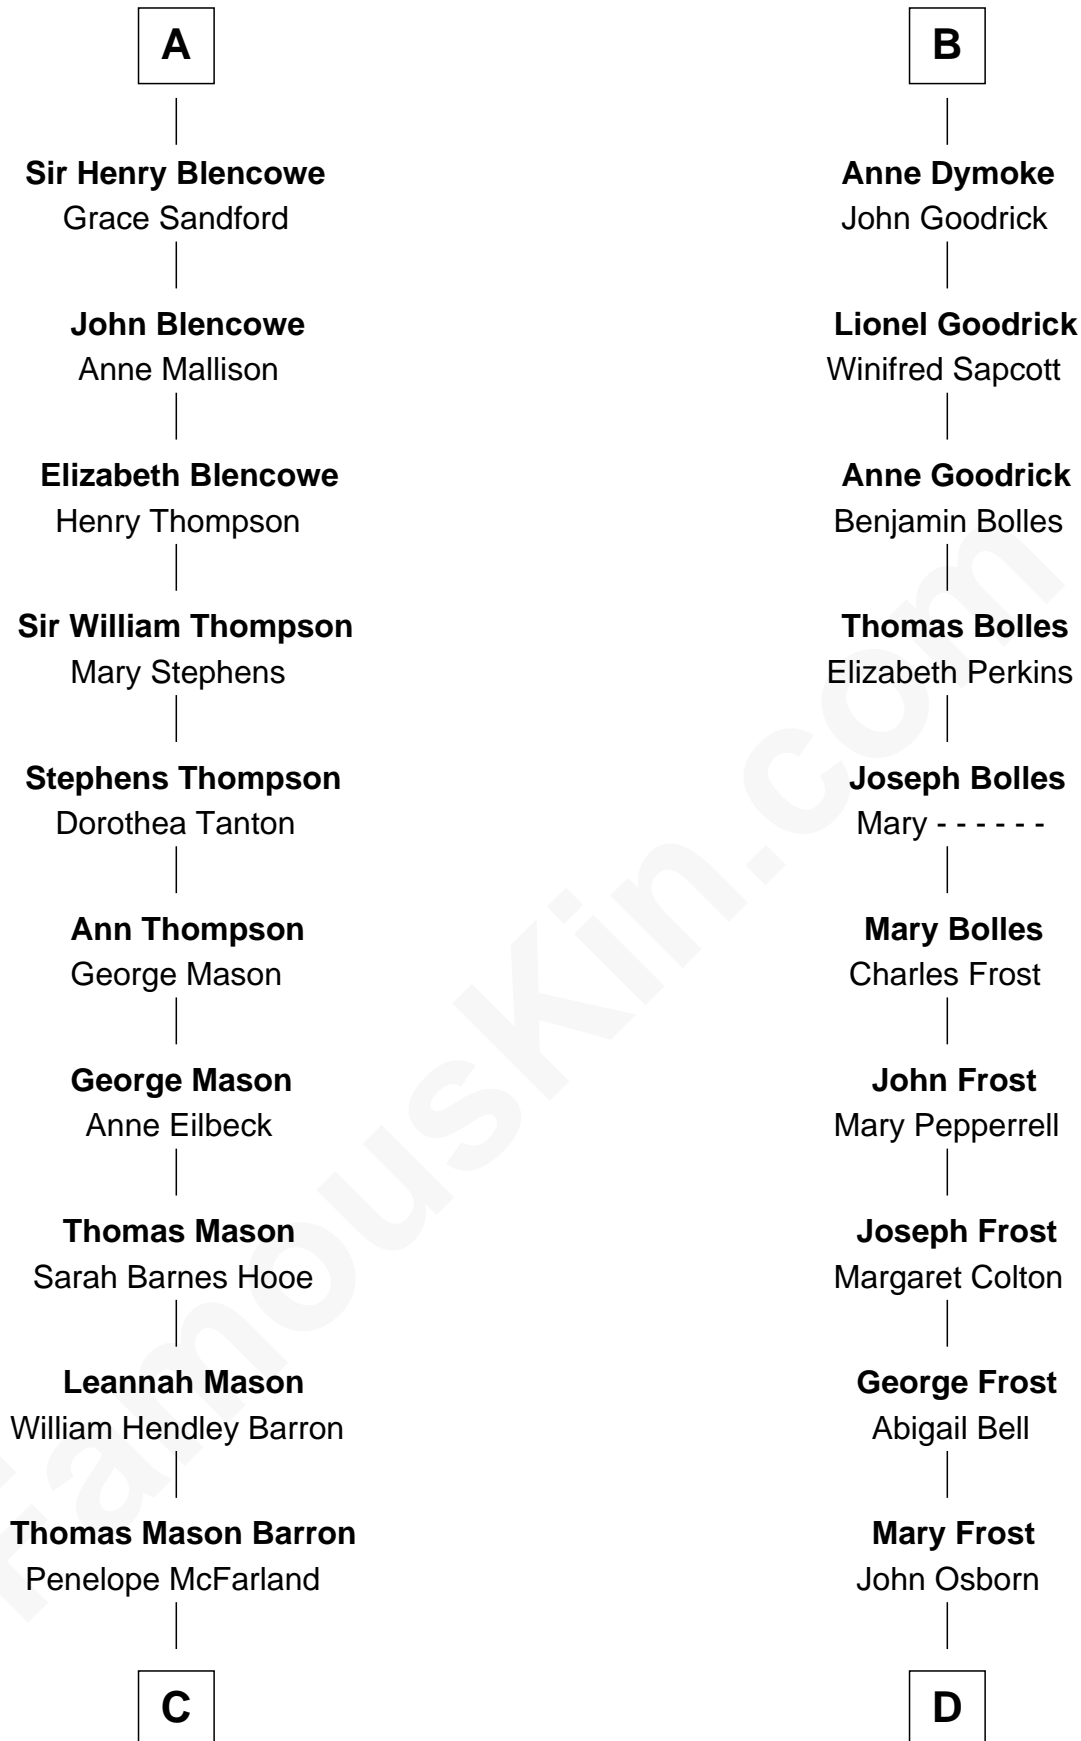 A
Sir Henry Blencowe
Grace Sandford
John Blencowe
Anne Mallison
Elizabeth Blencowe
Henry Thompson
Sir William Thompson
Mary Stephens
Stephens Thompson
Dorothea Tanton
Ann Thompson
George Mason
George Mason
Anne Eilbeck
Thomas Mason
Sarah Barnes Hooe
Leannah Mason
William Hendley Barron
Thomas Mason Barron
Penelope McFarland
C
B
Anne Dymoke
John Goodrick
Lionel Goodrick
Winifred Sapcott
Anne Goodrick
Benjamin Bolles
Thomas Bolles
Elizabeth Perkins
Joseph Bolles
Mary - - - - - -
Mary Bolles
Charles Frost
John Frost
Mary Pepperrell
Joseph Frost
Margaret Colton
George Frost
Abigail Bell
Mary Frost
John Osborn
D
FamousKin.com